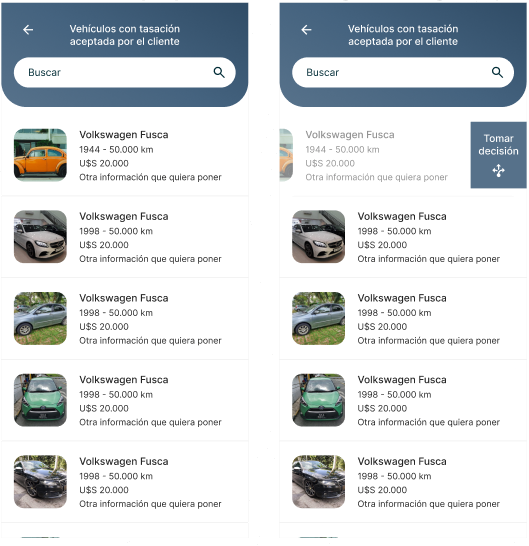 Vehículos con tasación
aceptada por el cliente
Buscar
Volkswagen Fusca
1944 - 50.000 km
U$S 20.000
Otra información que quiera poner
Volkswagen Fusca
1998 - 50.000 km
U$S 20.000
Otra información que quiera poner
Volkswagen Fusca
1998 - 50.000 km
U$S 20.000
Otra información que quiera poner
Volkswagen Fusca
1998 - 50.000 km
U$S 20.000
Otra información que quiera poner
Volkswagen Fusca
1998 - 50.000 km
U$S 20.000
Otra información que quiera poner
Vehículos con tasación
aceptada por el cliente
Buscar
Volkswagen Fusca
1944 - 50.000 km
U$S 20.000
Otra información que quiera poner
Tomar
decisión
Volkswagen Fusca
1998 - 50.000 km
U$S 20.000
Otra información que quiera poner
Volkswagen Fusca
1998 - 50.000 km
U$S 20.000
Otra información que quiera poner
Volkswagen Fusca
1998 - 50.000 km
U$S 20.000
Otra información que quiera poner
Volkswagen Fusca
1998 - 50.000 km
U$S 20.000
Otra información que quiera poner